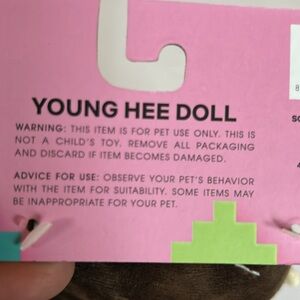 YOUNG HEE DOLL
WARNING: THIS ITEM IS FOR PET USE ONLY. THIS IS
NOT A CHILD'S TOY. REMOVE ALL PACKAGING
AND DISCARD IF ITEM BECOMES DAMAGED.
ADVICE FOR USE: OBSERVE YOUR PET'S BEHAVIOR
WITH THE ITEM FOR SUITABILITY. SOME ITEMS MAY
BE INAPPROPRIATE FOR YOUR PET.